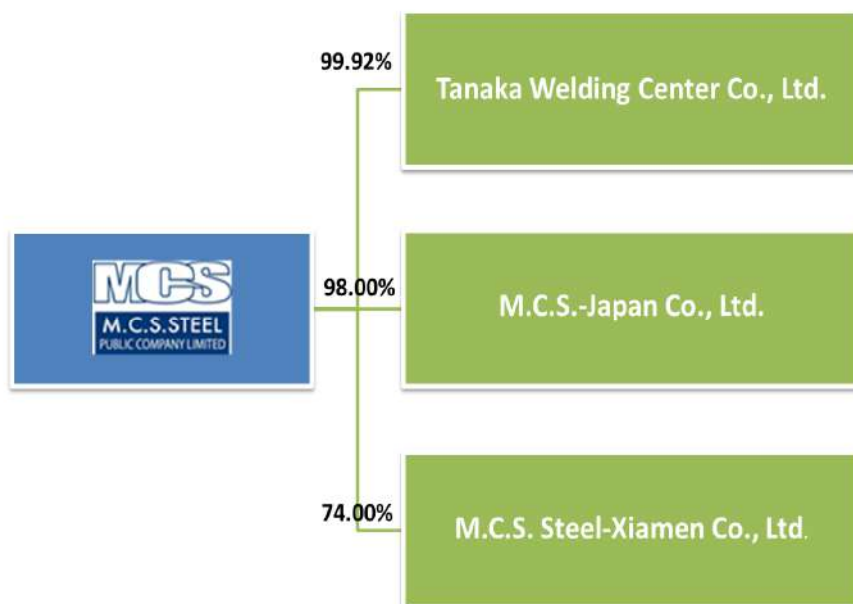 99.92%
Tanaka Welding Center Co., Ltd.
MCS
M.C.S.STEEL
PUBLIC COMPANY LIMITED
98.00%
M.C.S.-Japan Co., Ltd.
74.00%
M.C.S. Steel-Xiamen Co., Ltd.